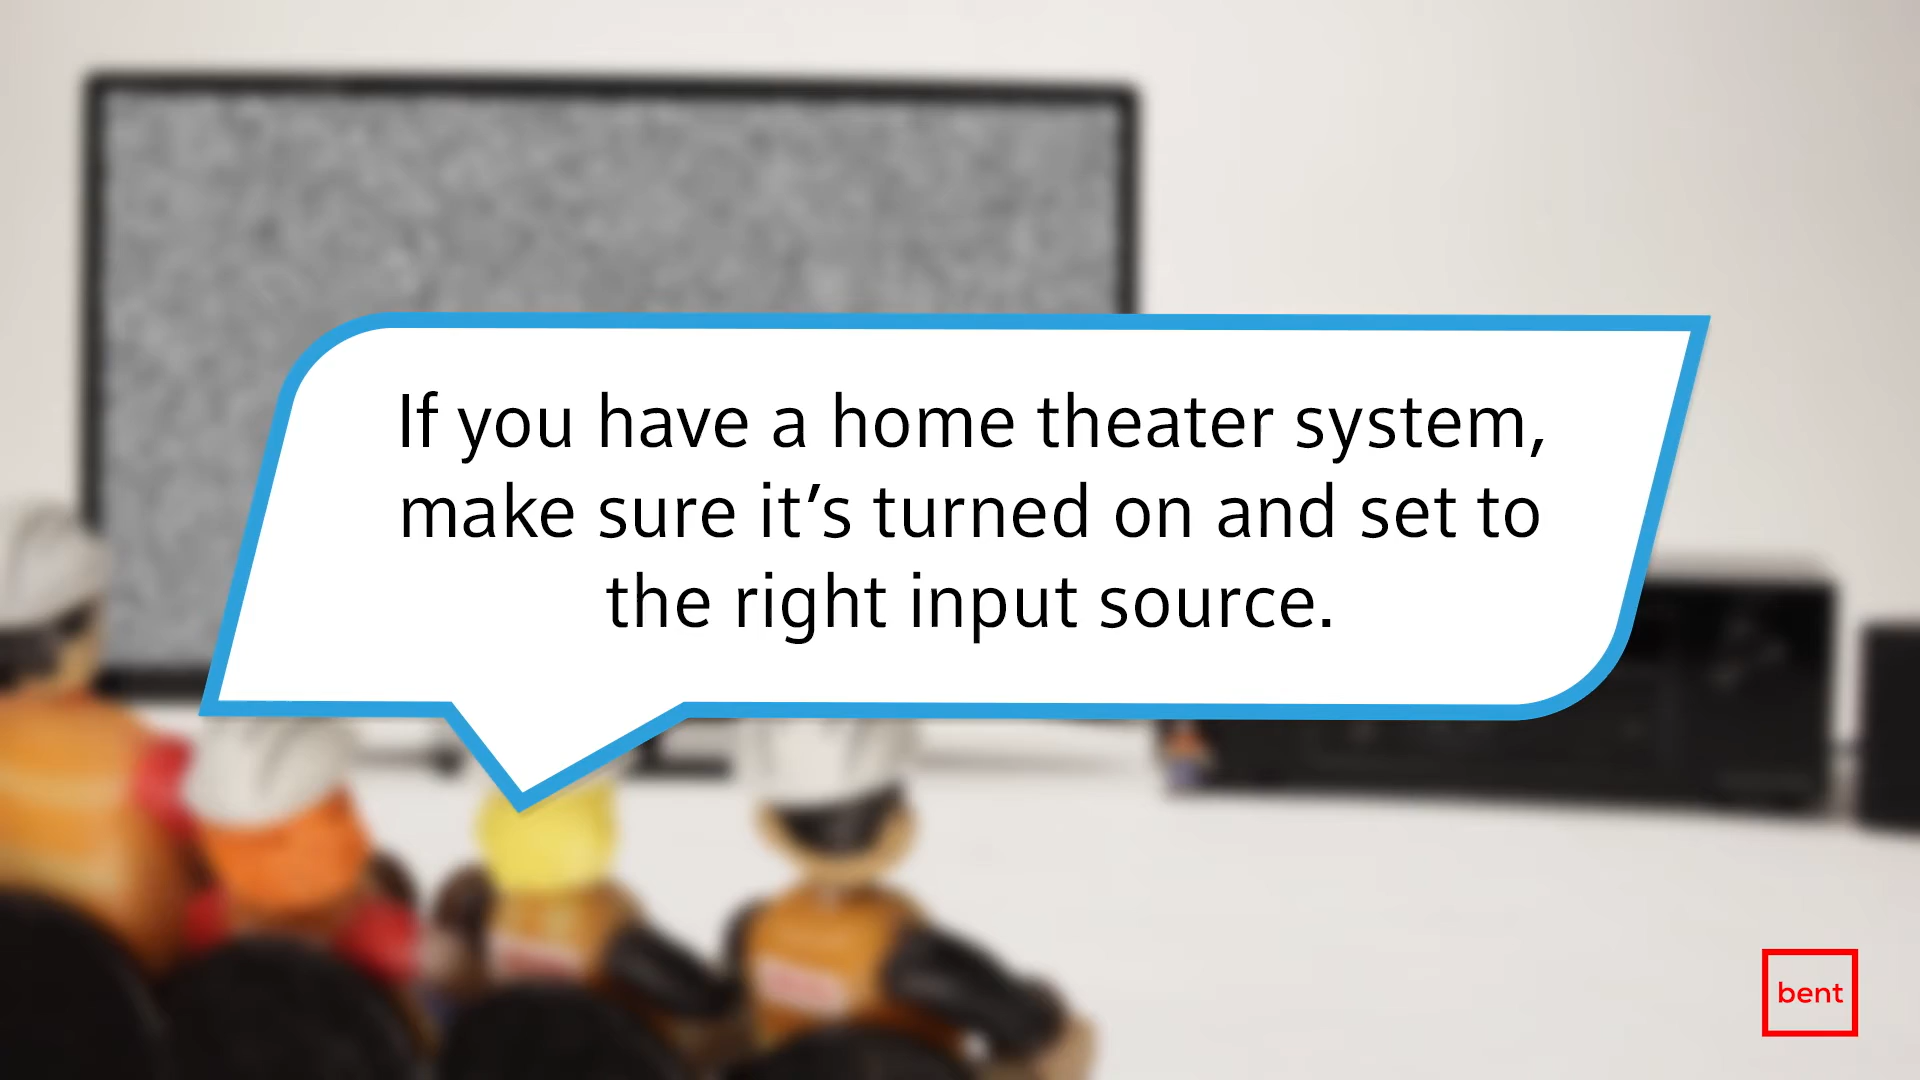 If you have a home theater system,
make sure it’s turned on and set to
the right input source.
bent